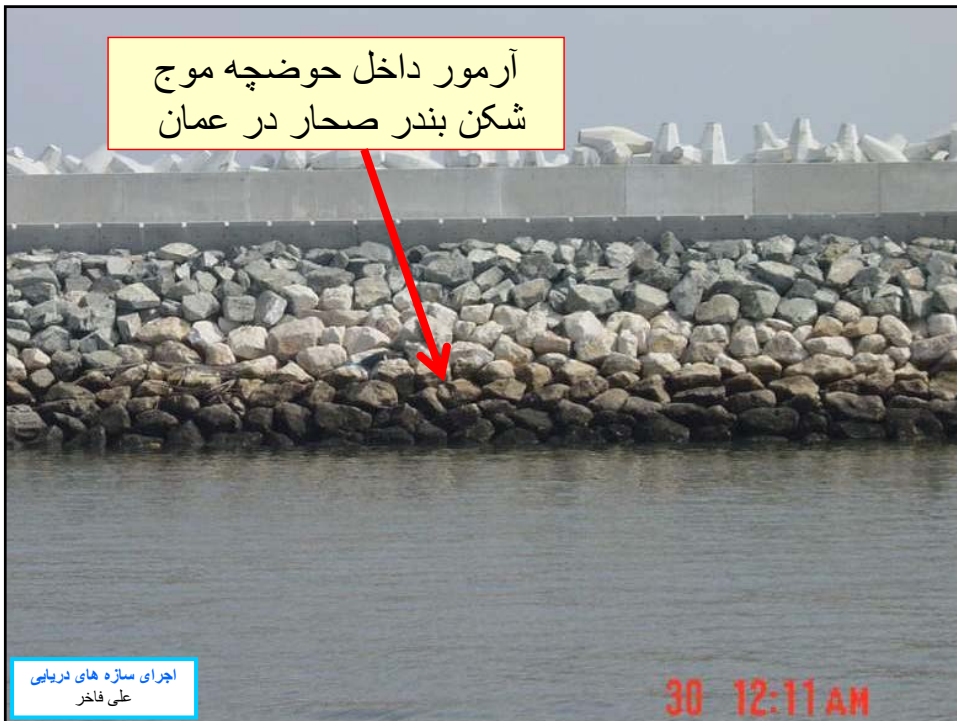 آرمور داخل حوضچه موج
شکن بندر صحار در عمان
اجرای سازه های دریایی
علی فاخر
30 12:11 AM